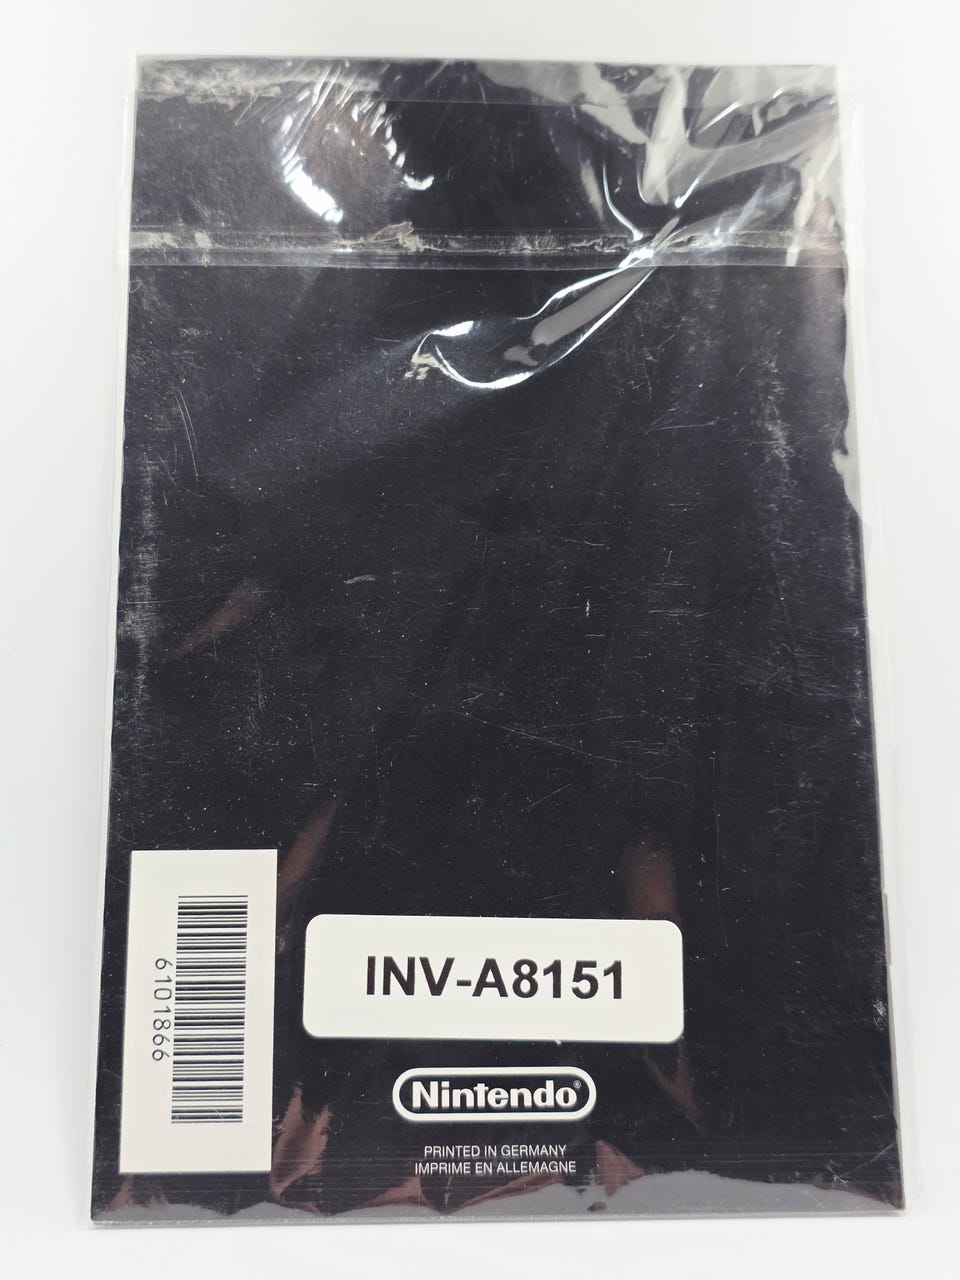 6101866
INV-A8151
Nintendo®
PRINTED IN GERMANY
IMPRIME EN ALLEMAGNE